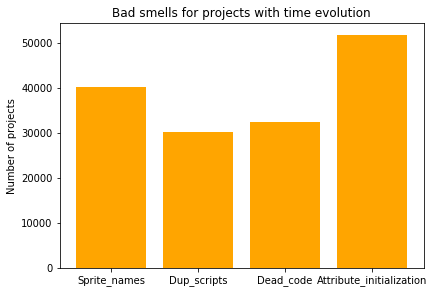 Bad smells for projects with time evolution
Number of projects
50000
40000
30000
20000
10000
0
Sprite_names Dup_scripts Dead_code Attribute_initialization